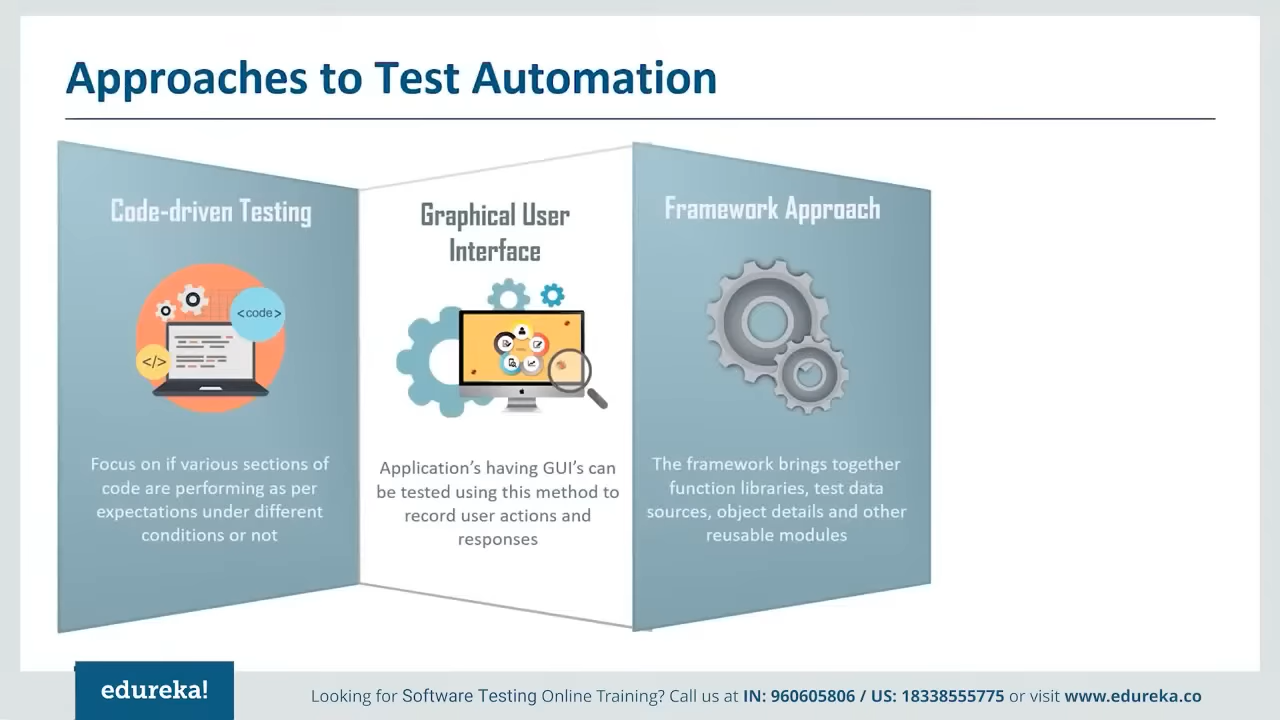 Approaches to Test Automation
Code-driven Testing
<code>
</>
Focus on if various sections of
code are performing as per
expectations under different
conditions or not
Graphical User
Interface
Application's having GUI's can
be tested using this method to
record user actions and
responses
Framework Approach
The framework brings together
function libraries, test data
sources, object details and other
reusable modules
edureka!
Looking for Software Testing Online Training? Call us at IN: 960605806 / US: 18338555775 or visit www.edureka.co